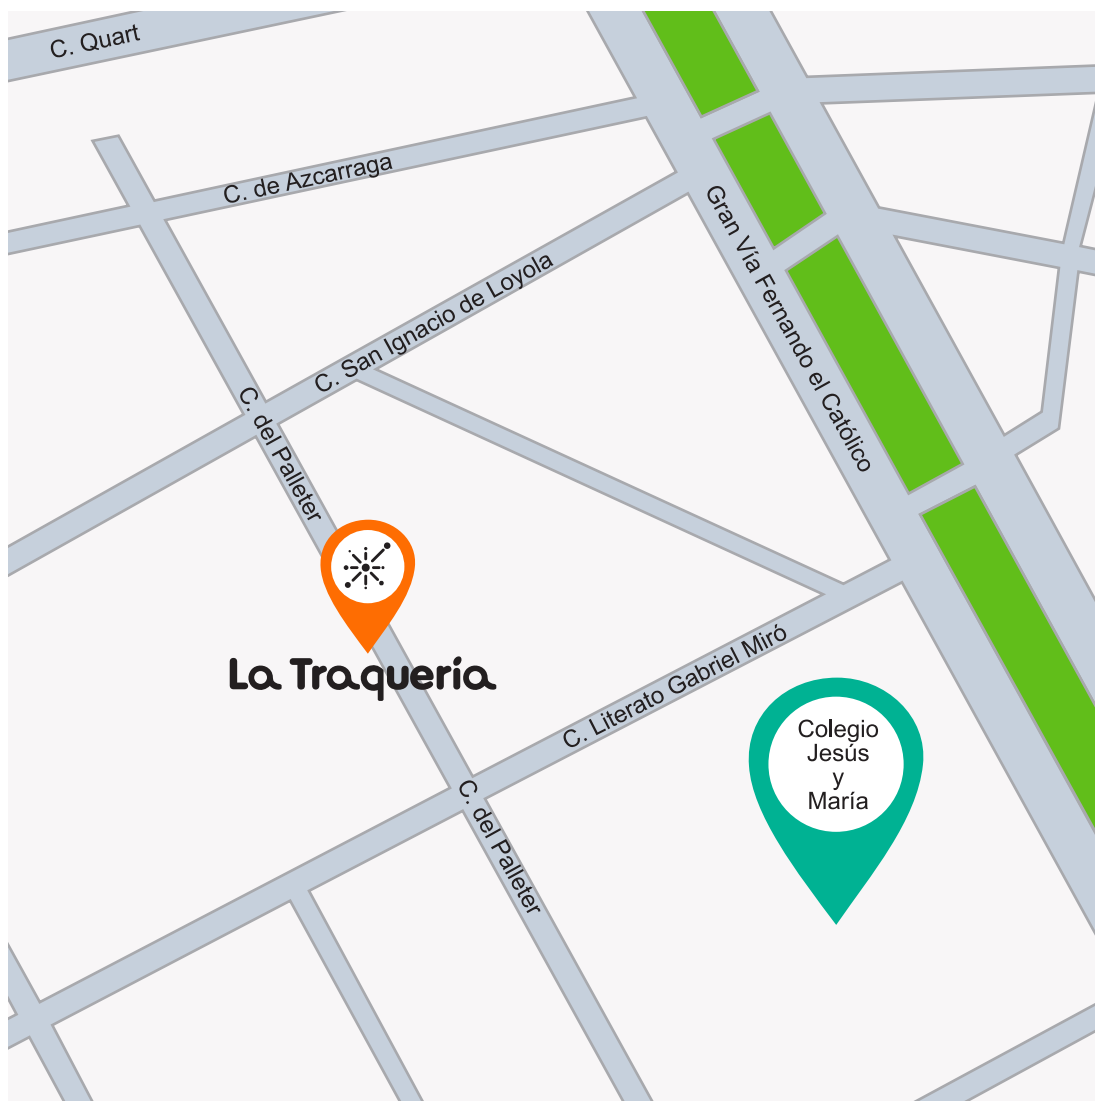 C. Quart
C. de Azcarraga
Gran Vía Fernando el Católico
C. San Ignacio de Loyola
C. del Palleter
La Traquería
C. Literato Gabriel Miró
Colegio
Jesús
y
María
C. del Palleter